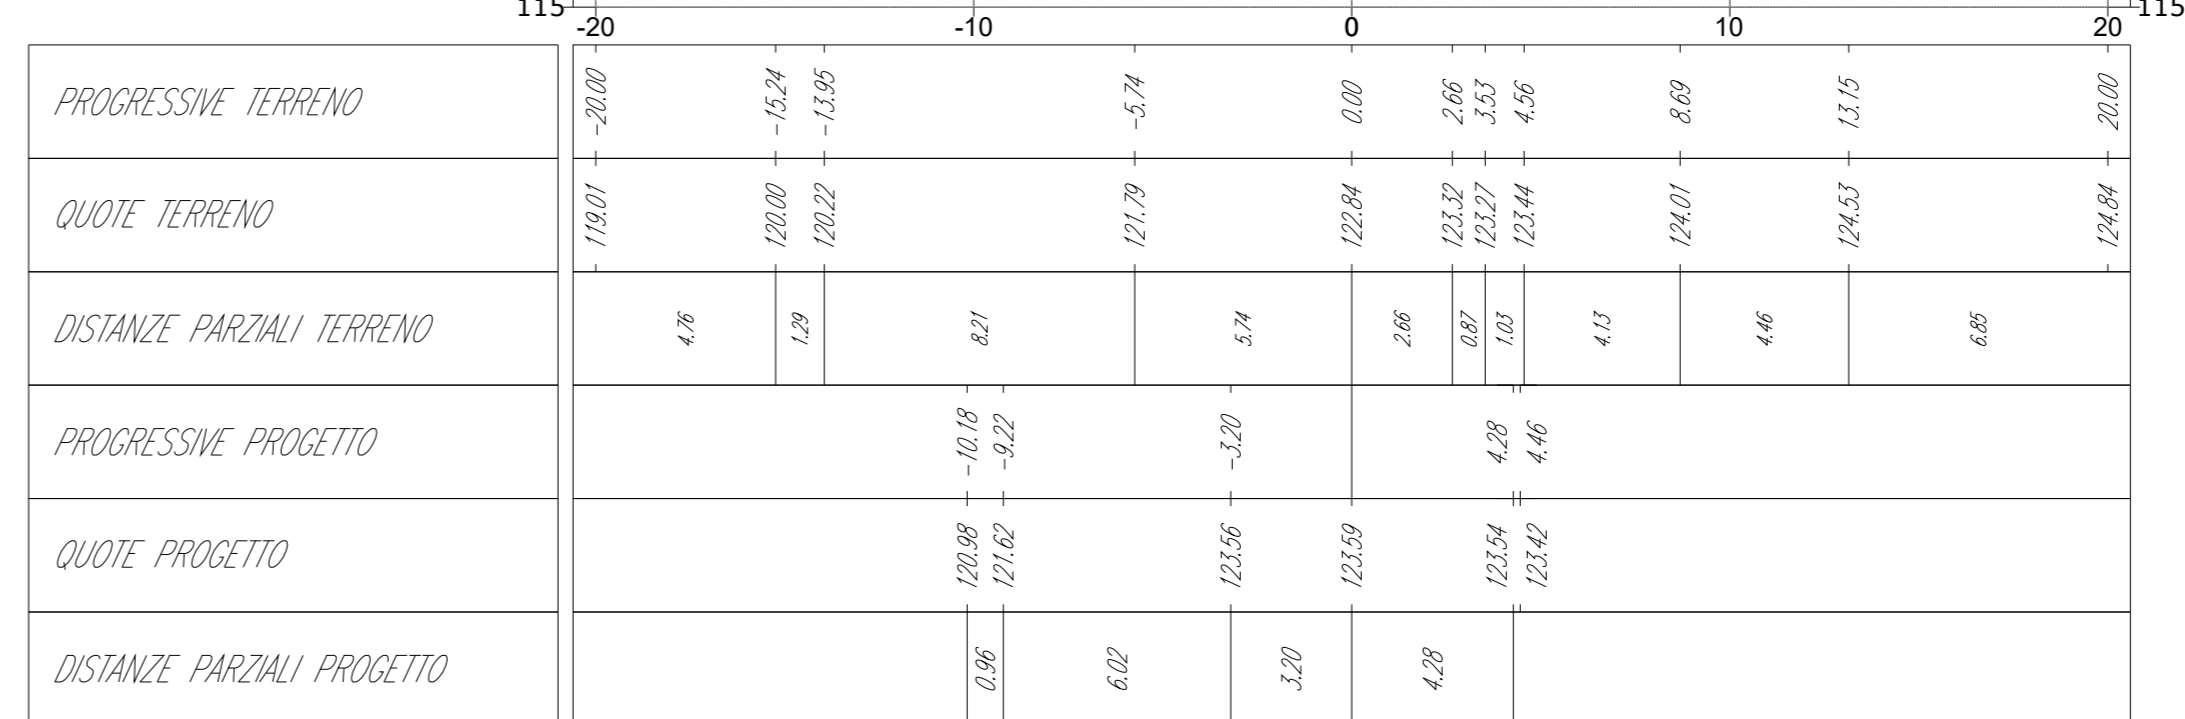 115 115
-20 -10 0 10 20
PROGRESSIVE TERRENO -20.00 -15.24 -13.95 -5.74 0.00 2.66 3.53 4.56 8.69 13.15 20.00
QUOTE TERRENO 119.01 120.00 120.22 121.79 122.84 123.32 123.27 123.44 124.01 124.53 124.84
DISTANZE PARZIALI TERRENO 4.76 1.29 8.21 5.74 2.66 0.87 1.03 4.13 4.46 6.85
PROGRESSIVE PROGETTO -10.18 -9.22 -3.20 4.28 4.46
QUOTE PROGETTO 120.98 121.62 123.56 123.59 123.54 123.42
DISTANZE PARZIALI PROGETTO 0.96 6.02 3.20 4.28